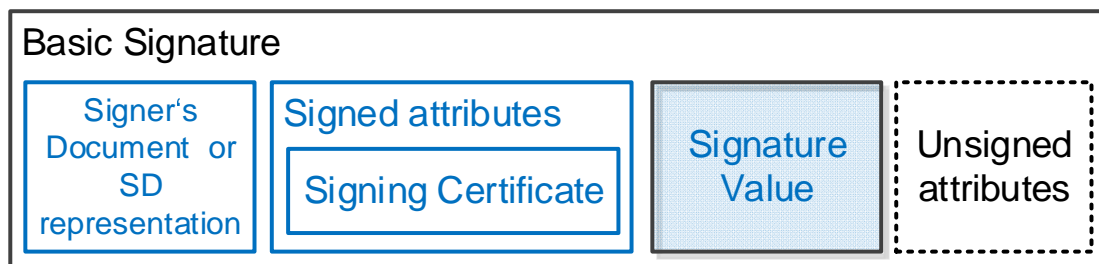 Basic Signature
Signer‘s
Document or
SD
representation
Signed attributes
Signing Certificate
Signature
Value
Unsigned
attributes